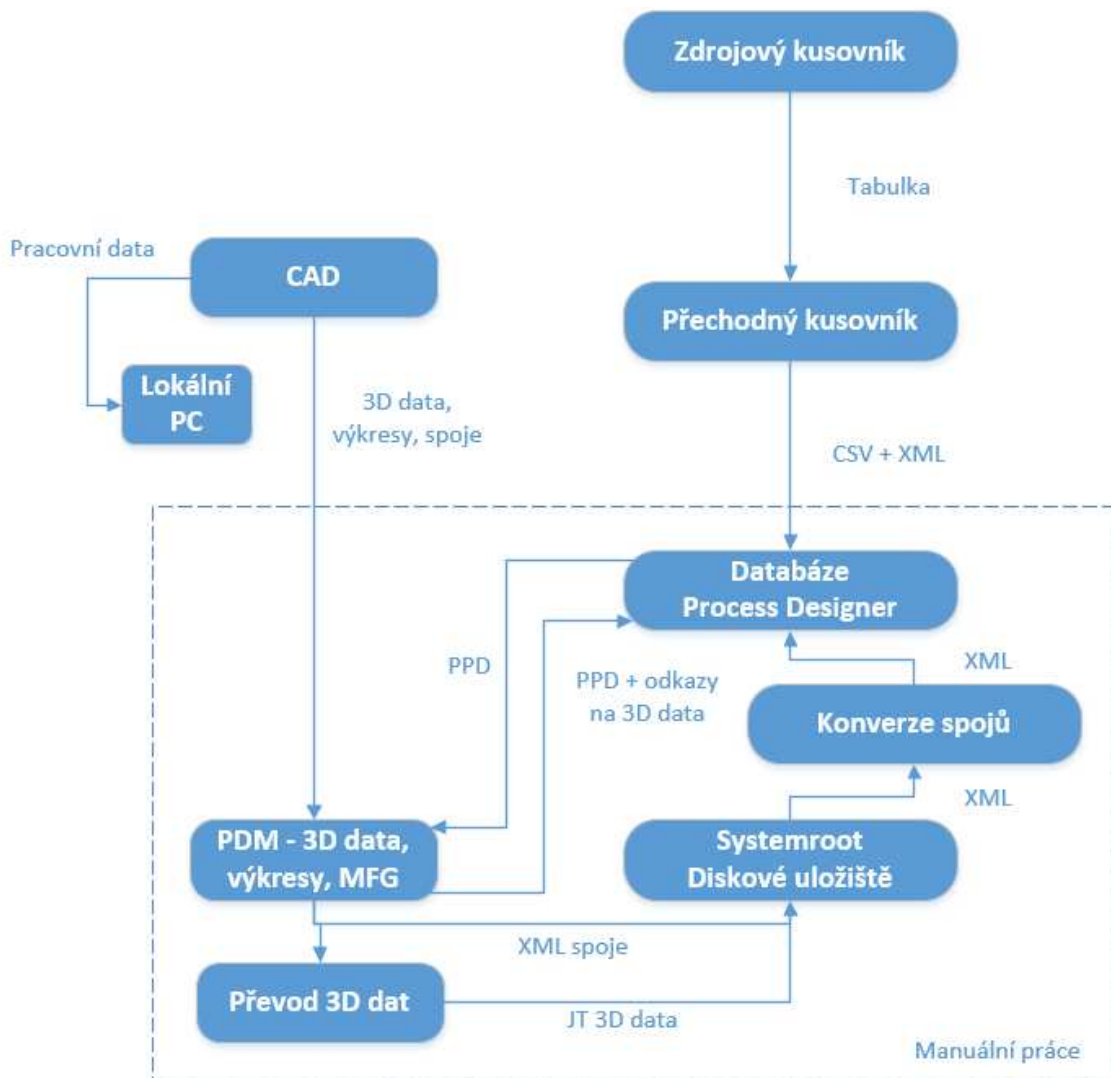 Zdrojový kusovník
Tabulka
Pracovní data
CAD
Přechodný kusovník
Lokální
PC
3D data,
výkresy, spoje
CSV + XML
Databáze
Process Designer
PPD
PPD + odkazy
na 3D data
XML
Konverze spojů
XML
PDM - 3D data,
výkresy, MFG
Systemroot
Diskové uložiště
XML spoje
Převod 3D dat
JT 3D data
Manuální práce